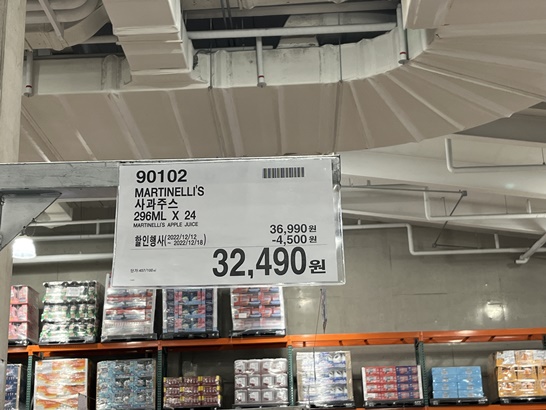 90102
MARTINELLI'S
사과주스
296ML X 24
MARTINELLI'S APPLE JUICE
36,990원
할인행사(2022/12/12 ~ 2022/12/18) -4,500원
32,490원